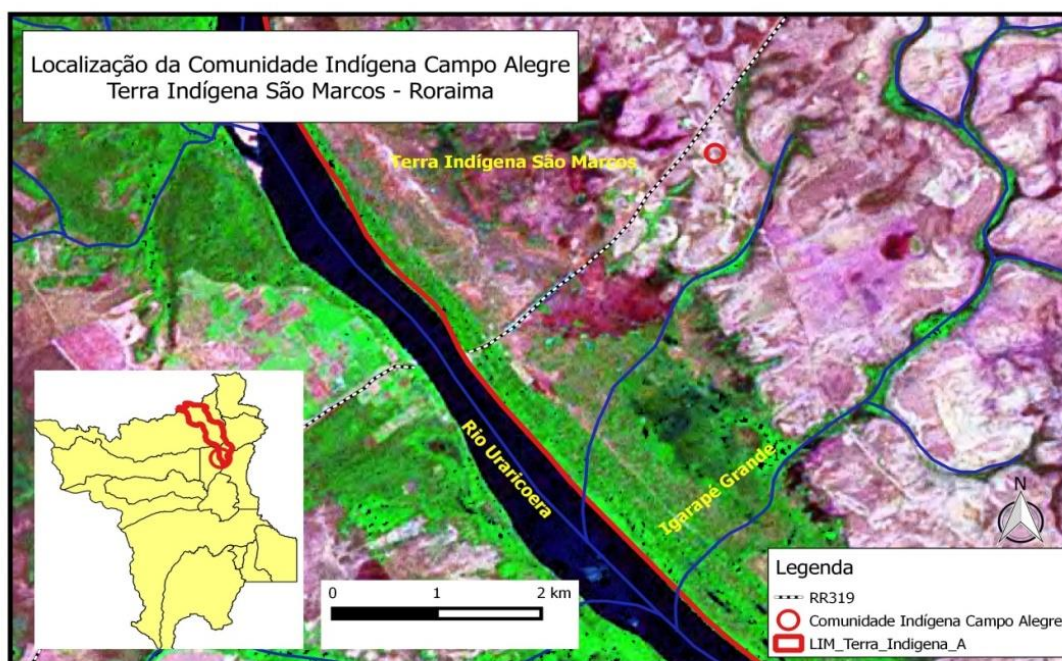 Localização da Comunidade Indígena Campo Alegre
Terra Indígena São Marcos - Roraima
Terra Indígena São Marcos
Rio Uraricoera
Igarapé Grande
N
0 1 2 km
Legenda
RR319
Comunidade Indígena Campo Alegre
LIM_Terra_Indigena_A